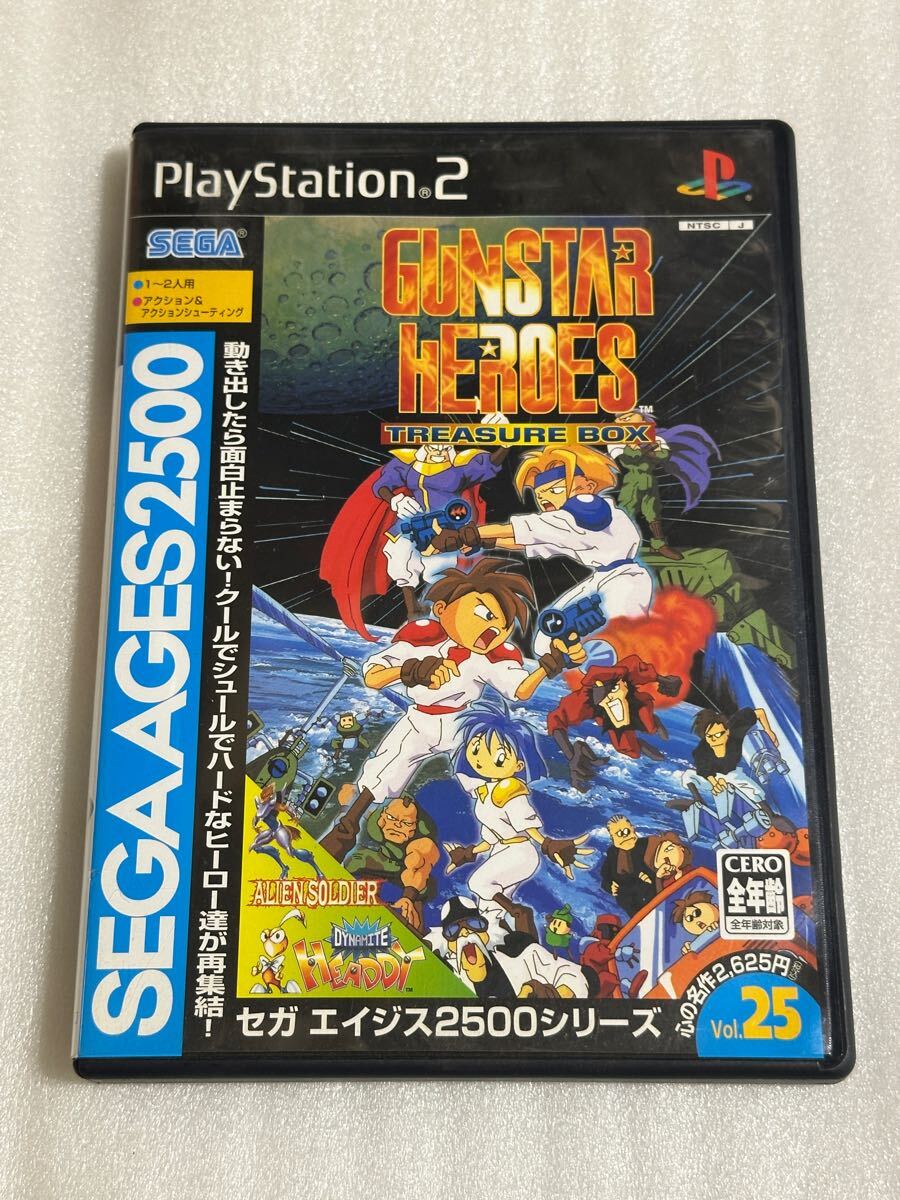 PlayStation®2
NTSC J
SEGA®
●1〜2人用
●アクション&
アクションシューティング
SEGA AGES 2500
動き出したら面白止まらない!クールでシュールでハードなヒーロー達が再集結!
GUNSTAR
HEROES
™
TREASURE BOX
ALIEN SOLDIER
DYNAMITE
HEADDY
™
CERO
全年齢
全年齢対象
心の名作2,625円
Vol.25
セガ エイジス2500シリーズ